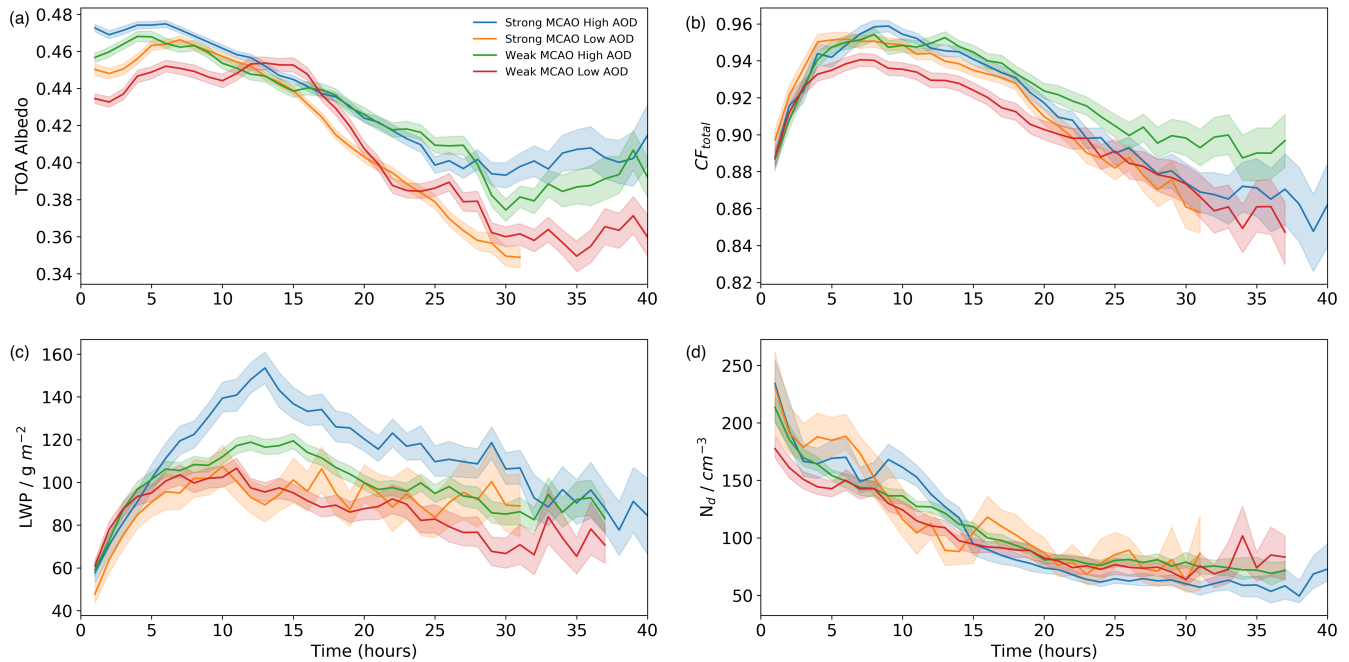 (a)
TOA Albedo
0.48
0.46
0.44
0.42
0.40
0.38
0.36
0.34
0 5 10 15 20 25 30 35 40
Strong MCAO High AOD
Strong MCAO Low AOD
Weak MCAO High AOD
Weak MCAO Low AOD
(b)
CF_total
0.96
0.94
0.92
0.90
0.88
0.86
0.84
0.82
0 5 10 15 20 25 30 35 40
(c)
LWP / g m⁻²
160
140
120
100
80
60
40
0 5 10 15 20 25 30 35 40
Time (hours)
(d)
N_d / cm⁻³
250
200
150
100
50
0 5 10 15 20 25 30 35 40
Time (hours)